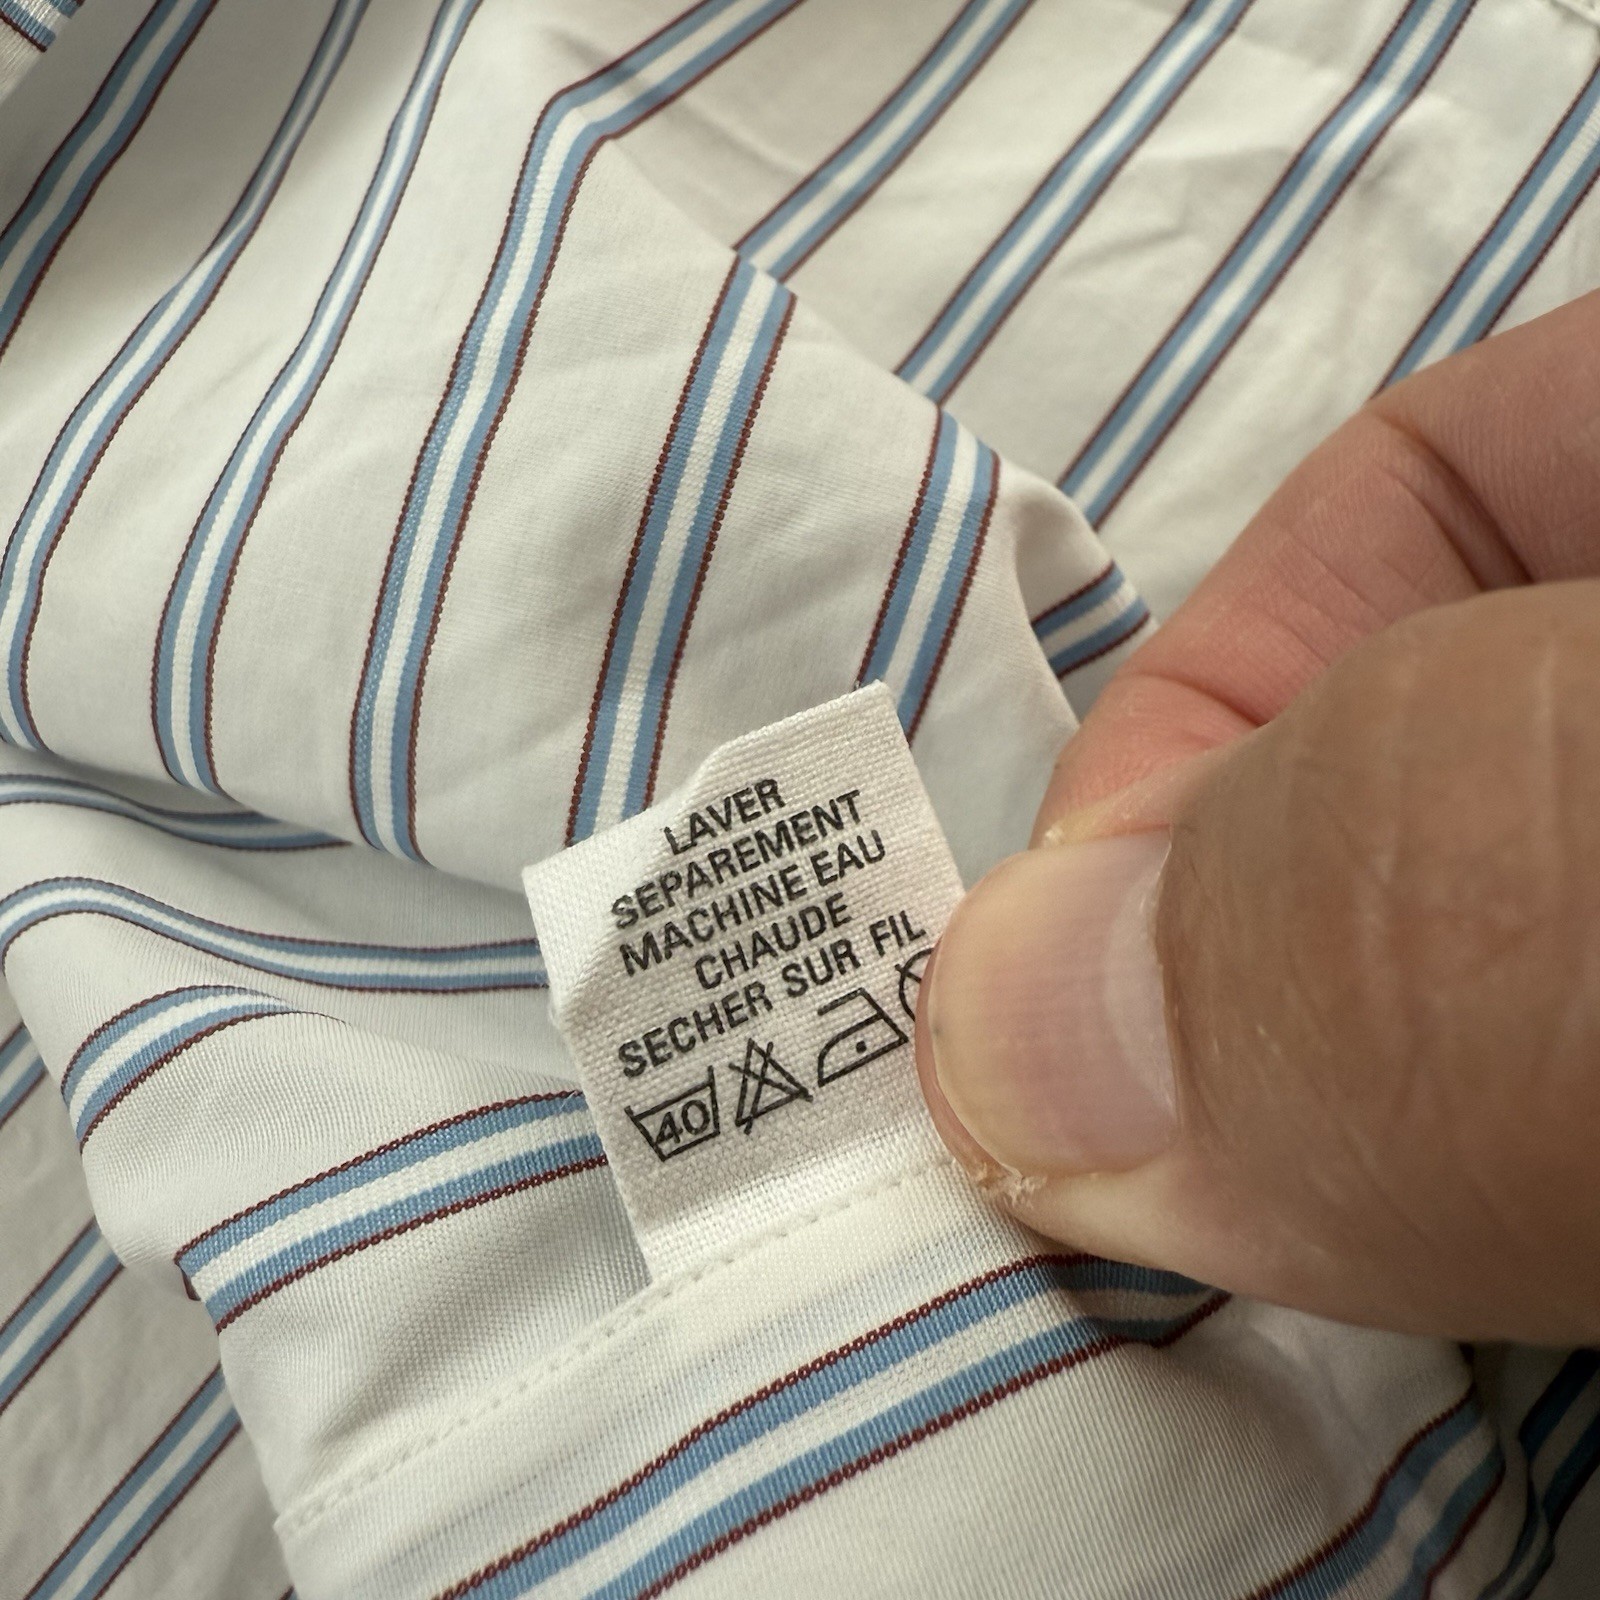 LAVER
SEPAREMENT
MACHINE EAU
CHAUDE
SECHER SUR FIL
40